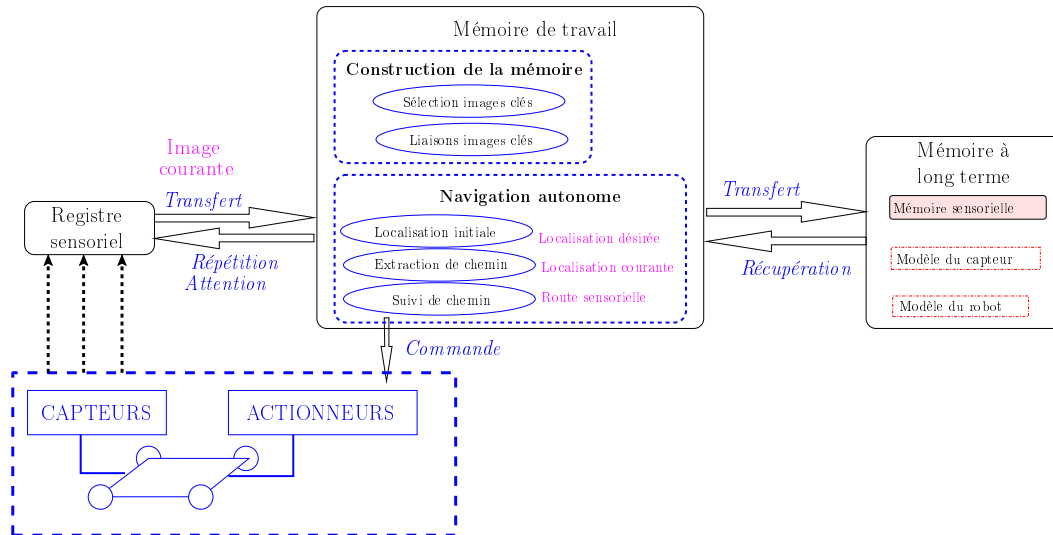 Mémoire de travail
Construction de la mémoire
Sélection images clés
Liaisons images clés
Image
courante
Transfert
Registre
sensoriel
Répétition
Attention
Navigation autonome
Localisation initiale
Localisation désirée
Extraction de chemin
Localisation courante
Suivi de chemin
Route sensorielle
Transfert
Récupération
Mémoire à
long terme
Mémoire sensorielle
Modèle du capteur
Modèle du robot
Commande
CAPTEURS
ACTIONNEURS